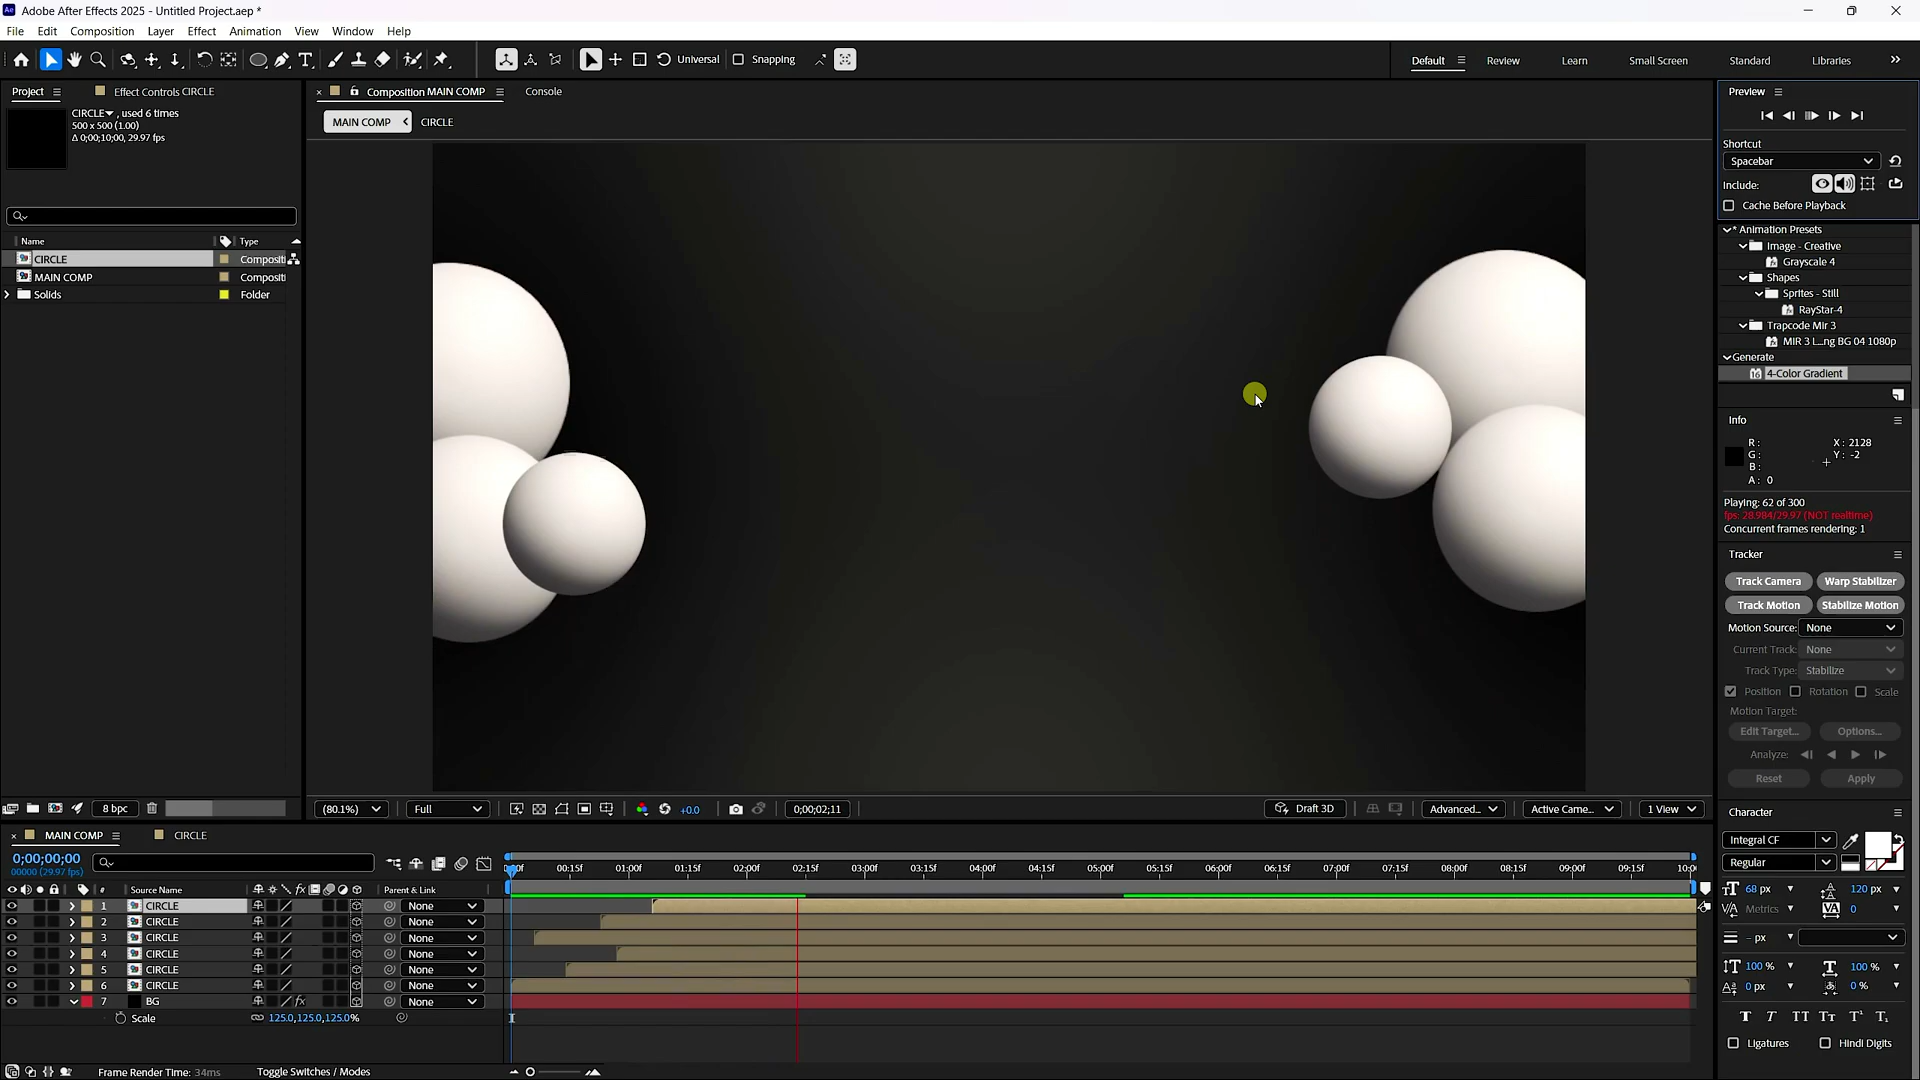 Adobe After Effects 2025 - Untitled Project.aep *
File Edit Composition Layer Effect Animation View Window Help
Universal Snapping Default Review Learn Small Screen Standard Libraries
Project Effect Controls CIRCLE
CIRCLE , used 6 times
500 x 500 (1.00)
Δ 0;00;10;00, 29.97 fps
Name Type
CIRCLE Compositi
MAIN COMP Compositi
Solids Folder
8 bpc
Composition MAIN COMP Console
MAIN COMP CIRCLE
(80.1%) Full +0.0 0;00;02;11 Draft 3D Advanced... Active Came... 1 View
Preview
Shortcut
Spacebar
Include:
Cache Before Playback
* Animation Presets
Image - Creative
Grayscale 4
Shapes
Sprites - Still
RayStar-4
Trapcode Mir 3
MIR 3 L...ng BG 04 1080p
Generate
4-Color Gradient
Info
R: X: 2128
G: Y: -2
B:
A: 0
Playing: 62 of 300
fps: 28.984/29.97 (NOT realtime)
Concurrent frames rendering: 1
Tracker
Track Camera Warp Stabilizer
Track Motion Stabilize Motion
Motion Source: None
Current Track: None
Track Type: Stabilize
Position Rotation Scale
Motion Target:
Edit Target... Options...
Analyze:
Reset Apply
Character
Integral CF
Regular
68 px 120 px
Metrics 0
- px
100 % 100 %
0 px 0 %
T T TT Tт T' T,
Ligatures Hindi Digits
MAIN COMP CIRCLE
0;00;00;00
00000 (29.97 fps)
00:15f 01:00f 01:15f 02:00f 02:15f 03:00f 03:15f 04:00f 04:15f 05:00f 05:15f 06:00f 06:15f 07:00f 07:15f 08:00f 08:15f 09:00f 09:15f 10:0
# Source Name Parent & Link
1 CIRCLE None
2 CIRCLE None
3 CIRCLE None
4 CIRCLE None
5 CIRCLE None
6 CIRCLE None
7 BG None
Scale 125.0,125.0,125.0%
Frame Render Time: 34ms Toggle Switches / Modes